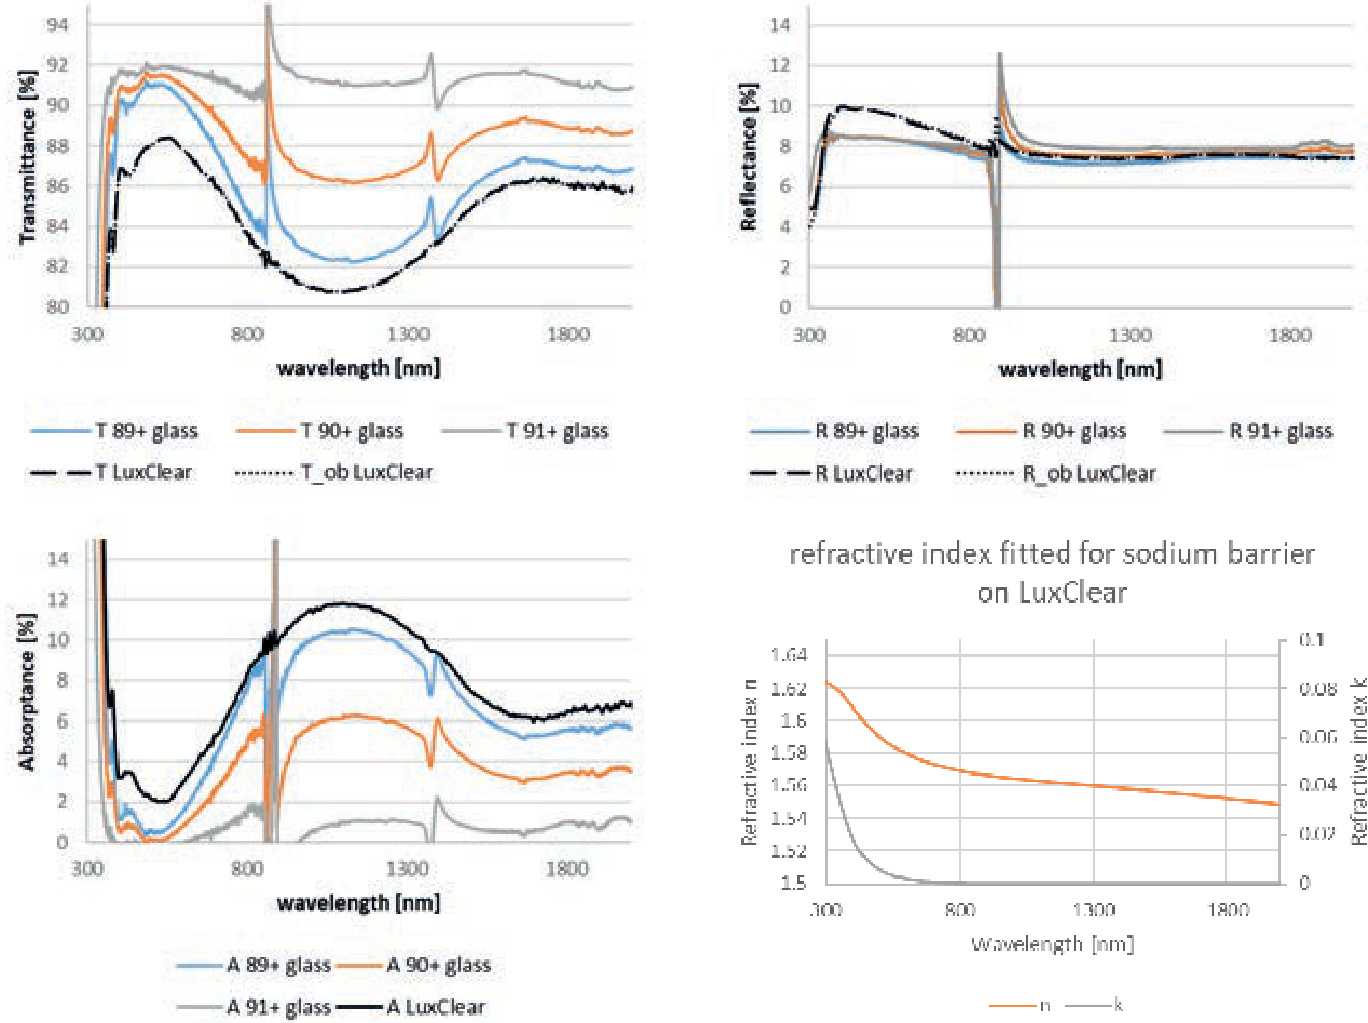 94
92
90
88
86
84
82
80
Transmittance [%]
300 800 1300 1800
wavelength [nm]
T 89+ glass T 90+ glass T 91+ glass
T LuxClear T_ob LuxClear
14
12
10
8
6
4
2
0
Reflectance [%]
300 800 1300 1800
wavelength [nm]
R 89+ glass R 90+ glass R 91+ glass
R LuxClear R_ob LuxClear
14
12
10
8
6
4
2
0
Absorptance [%]
300 800 1300 1800
wavelength [nm]
A 89+ glass A 90+ glass
A 91+ glass A LuxClear
refractive index fitted for sodium barrier
on LuxClear
1.64
1.62
1.6
1.58
1.56
1.54
1.52
1.5
Refractive index n
0.1
0.08
0.06
0.04
0.02
0
Refractive index k
300 800 1300 1800
Wavelength [nm]
n k